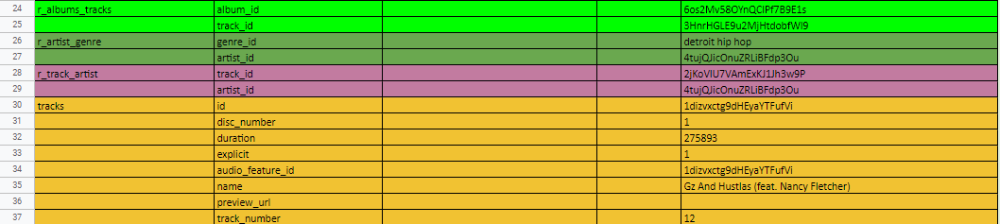 24 r_albums_tracks album_id 6os2Mv58OYnQClPf7B9E1s
25 track_id 3HnrHGLE9u2MjHtdobfWl9
26 r_artist_genre genre_id detroit hip hop
27 artist_id 4tujQJicOnuZRLiBFdp3Ou
28 r_track_artist track_id 2jKoVlU7VAmExKJ1Jh3w9P
29 artist_id 4tujQJicOnuZRLiBFdp3Ou
30 tracks id 1dizvxctg9dHEyaYTFufVi
31 disc_number 1
32 duration 275893
33 explicit 1
34 audio_feature_id 1dizvxctg9dHEyaYTFufVi
35 name Gz And Hustlas (feat. Nancy Fletcher)
36 preview_url
37 track_number 12